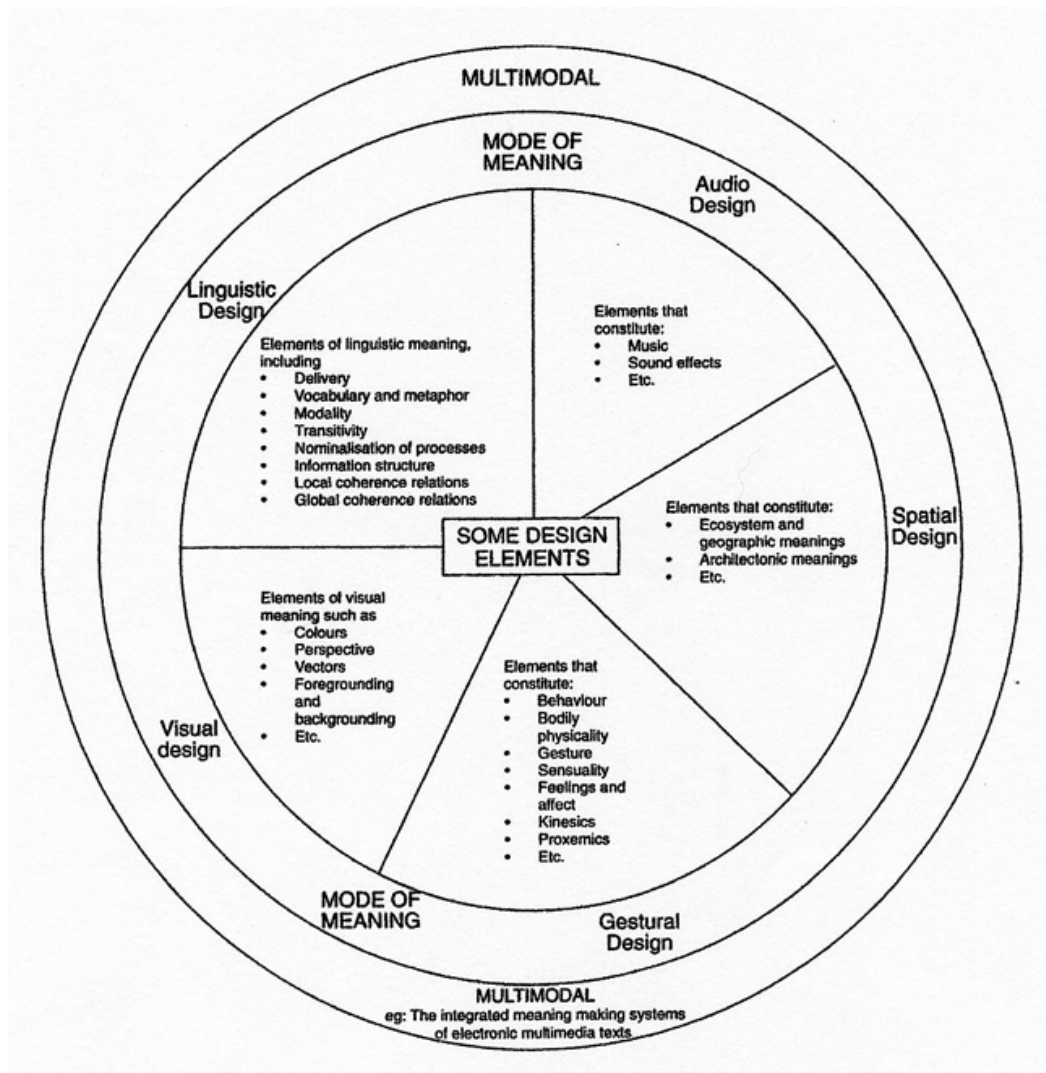 MULTIMODAL
MODE OF
MEANING
Audio
Design
Linguistic
Design
Elements that
constitute:
• Music
• Sound effects
• Etc.
Elements of linguistic meaning,
including
• Delivery
• Vocabulary and metaphor
• Modality
• Transitivity
• Nominalisation of processes
• Information structure
• Local coherence relations
• Global coherence relations
Elements that constitute:
• Ecosystem and
geographic meanings
• Architectonic meanings
• Etc.
Spatial
Design
SOME DESIGN
ELEMENTS
Elements of visual
meaning such as
• Colours
• Perspective
• Vectors
• Foregrounding
and
backgrounding
• Etc.
Visual
design
Elements that
constitute:
• Behaviour
• Bodily
physicality
• Gesture
• Sensuality
• Feelings and
affect
• Kinesics
• Proxemics
• Etc.
MODE OF
MEANING
Gestural
Design
MULTIMODAL
eg: The integrated meaning making systems
of electronic multimedia texts